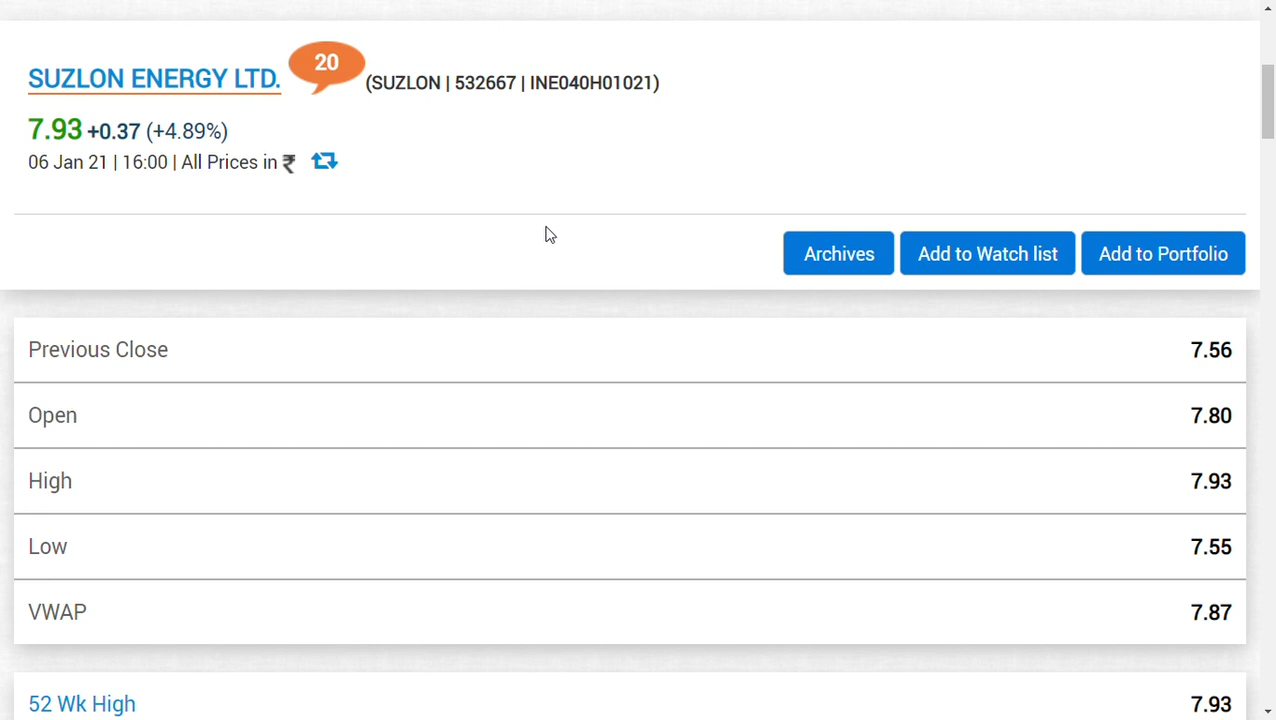 SUZLON ENERGY LTD. 20 (SUZLON | 532667 | INE040H01021)
7.93 +0.37 (+4.89%)
06 Jan 21 | 16:00 | All Prices in ₹
Archives Add to Watch list Add to Portfolio
Previous Close 7.56
Open 7.80
High 7.93
Low 7.55
VWAP 7.87
52 Wk High 7.93